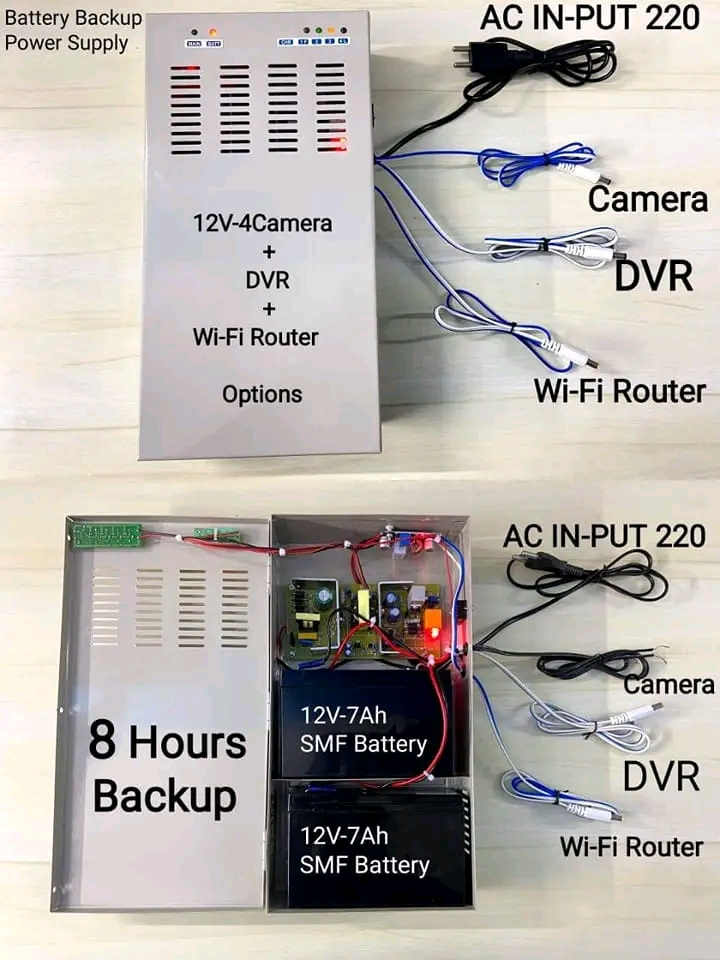 Battery Backup
Power Supply
AC IN-PUT 220
MAIN BATT
Camera
DVR
Wi-Fi Router
12V-4Camera
+
DVR
+
Wi-Fi Router
Options
AC IN-PUT 220
Camera
DVR
Wi-Fi Router
8 Hours
Backup
12V-7Ah
SMF Battery
12V-7Ah
SMF Battery